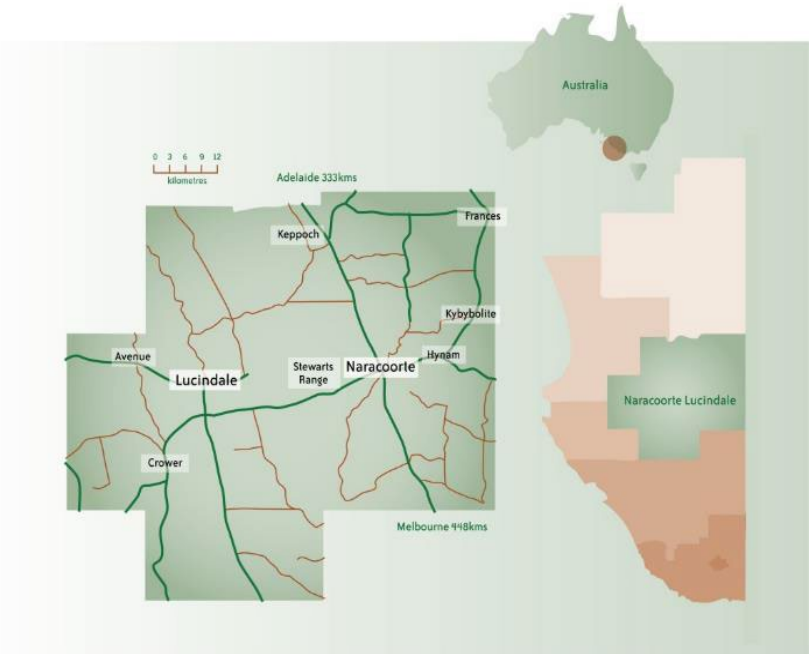 Australia
0 3 6 9 12
kilometres
Adelaide 333kms
Frances
Keppoch
Kybybolite
Avenue
Hynam
Stewarts
Range
Naracoorte
Lucindale
Naracoorte Lucindale
Crower
Melbourne 448kms